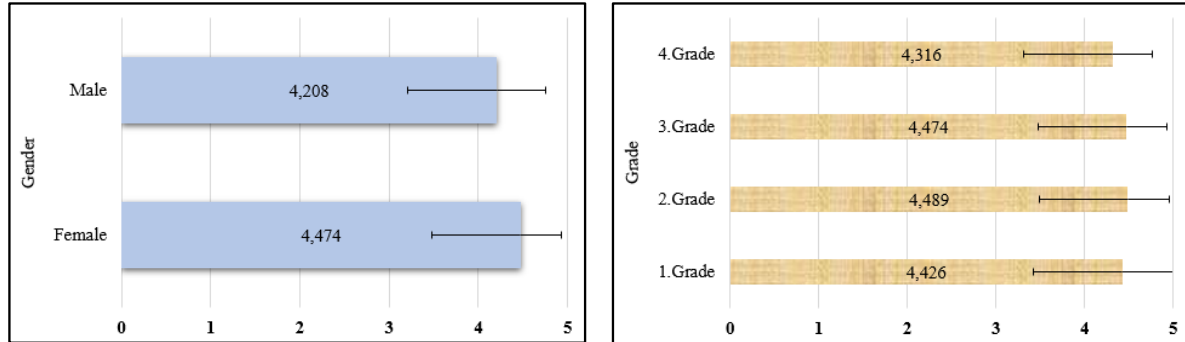 Gender
Male
4,208
Female
4,474
0 1 2 3 4 5
Grade
4.Grade
4,316
3.Grade
4,474
2.Grade
4,489
1.Grade
4,426
0 1 2 3 4 5